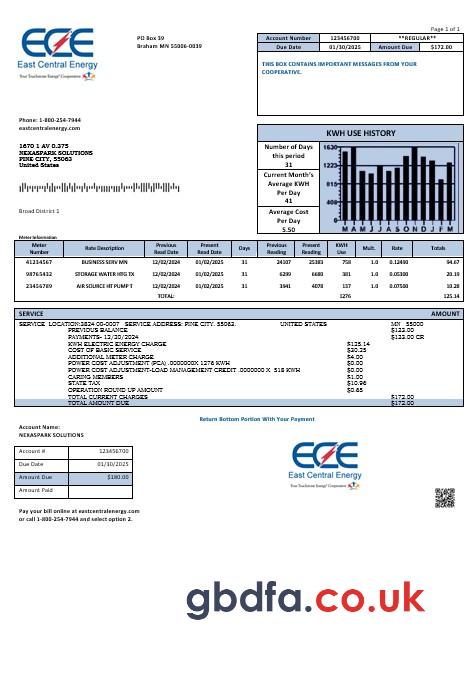 Page 1 of 1
ECE
East Central Energy
Your Touchstone Energy® Cooperative
PO Box 39
Braham MN 55006-0039
Account Number 123456700 **REGULAR**
Due Date 01/30/2025 Amount Due $172.00
THIS BOX CONTAINS IMPORTANT MESSAGES FROM YOUR
COOPERATIVE.
Phone: 1-800-254-7944
eastcentralenergy.com
1670 1 AV 0.375
NEXASPARK SOLUTIONS
PINE CITY, 55063
United States
Broad District 1
KWH USE HISTORY
Number of Days
this period
31
Current Month's
Average KWH
Per Day
41
Average Cost
Per Day
5.50
1630
1223
815
408
0
M A M J J A S O N D J F M
Meter Information
Meter Number Rate Description Previous Read Date Present Read Date Days Previous Reading Present Reading KWH Use Mult. Rate Totals
41234567 BUSINESS SERV MN 12/02/2024 01/02/2025 31 24107 25383 758 1.0 0.12490 94.67
98765432 STORAGE WATER HTG TX 12/02/2024 01/02/2025 31 6299 6680 381 1.0 0.05300 20.19
23456789 AIR SOURCE HT PUMP T 12/02/2024 01/02/2025 31 3941 4078 137 1.0 0.07500 10.28
TOTAL: 1276 125.14
SERVICE AMOUNT
SERVICE LOCATION:3824 00-0007 SERVICE ADDRESS: PINE CITY. 55063. UNITED STATES MN 55000
PREVIOUS BALANCE $123.00
PAYMENTS- 12/20/2024 $123.00 CR
KWH ELECTRIC ENERGY CHARGE $125.14
COST OF BASIC SERVICE $30.25
ADDITIONAL METER CHARGE $4.00
POWER COST ADJUSTMENT (PCA) .0000000X 1276 KWH $0.00
POWER COST ADJUSTMENT-LOAD MANAGEMENT CREDIT .0000000 X 518 KWH $0.00
CARING MEMBERS $1.00
STATE TAX $10.96
OPERATION ROUND UP AMOUNT $0.65
TOTAL CURRENT CHARGES $172.00
TOTAL AMOUNT DUE $172.00
Return Bottom Portion With Your Payment
Account Name:
NEXASPARK SOLUTIONS
Account # 123456700
Due Date 01/30/2025
Amount Due $180.00
Amount Paid
ECE
East Central Energy
Your Touchstone Energy® Cooperative
Pay your bill online at eastcentralenergy.com
or call 1-800-254-7944 and select option 2.
gbdfa.co.uk